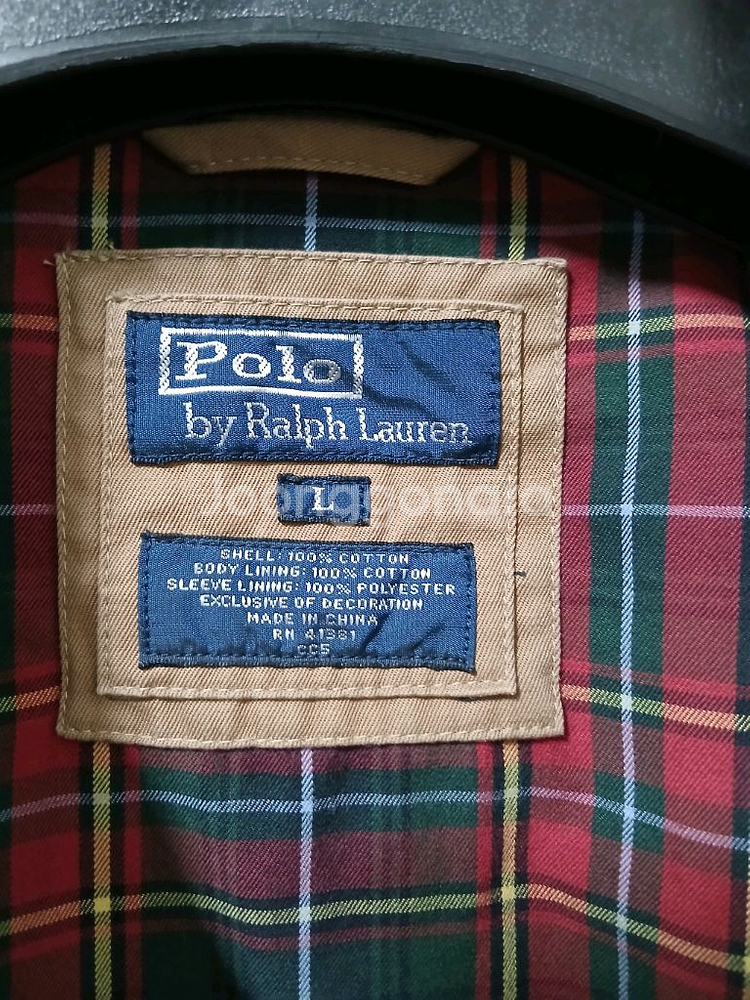 Polo
by Ralph Lauren
L
SHELL: 100% COTTON
BODY LINING: 100% COTTON
SLEEVE LINING: 100% POLYESTER
EXCLUSIVE OF DECORATION
MADE IN CHINA
RN 41381
CC5